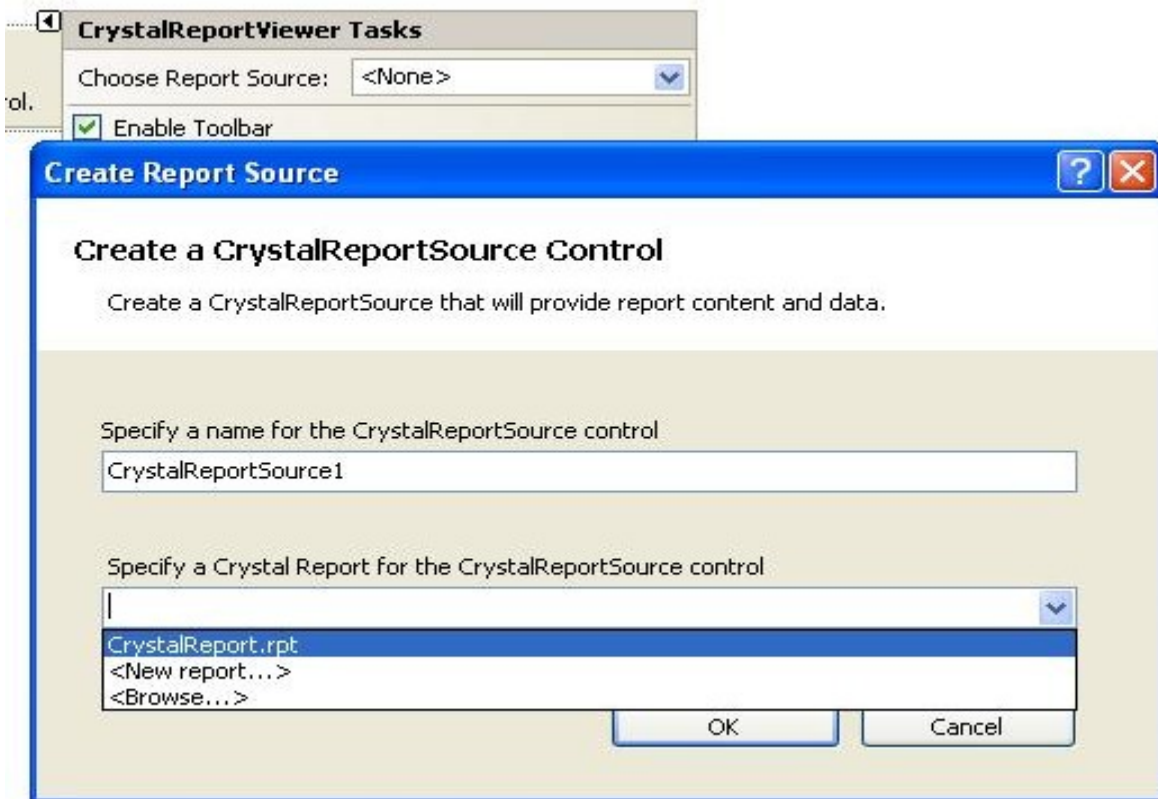 CrystalReportViewer Tasks
Choose Report Source: <None>
rol.
Enable Toolbar
Create Report Source
Create a CrystalReportSource Control
Create a CrystalReportSource that will provide report content and data.
Specify a name for the CrystalReportSource control
CrystalReportSource1
Specify a Crystal Report for the CrystalReportSource control
CrystalReport.rpt
<New report...>
<Browse...>
OK Cancel